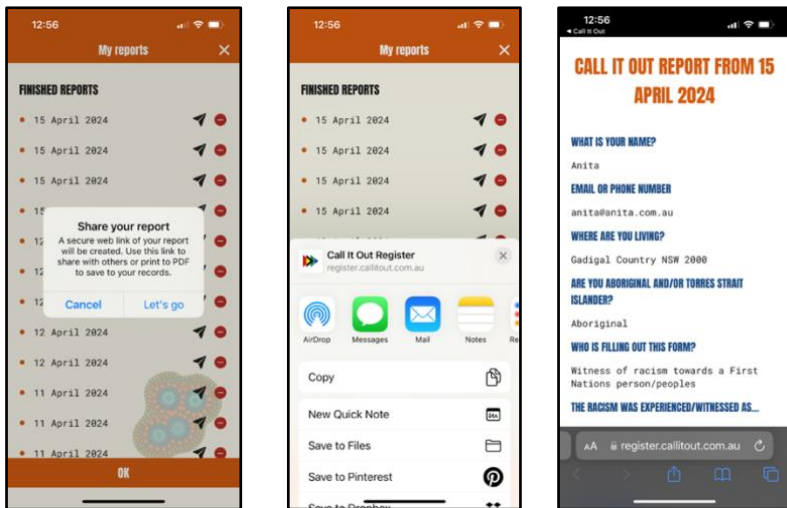 12:56
My reports
FINISHED REPORTS
15 April 2024
15 April 2024
15 April 2024
15
12
12
12
12 April 2024
12 April 2024
11 April 2024
11 April 2024
11 April 2024
Share your report
A secure web link of your report
will be created. Use this link to
share with others or print to PDF
to save to your records.
Cancel
Let's go
OK
12:56
My reports
FINISHED REPORTS
15 April 2024
15 April 2024
15 April 2024
15 April 2024
Call It Out Register
register.callitout.com.au
AirDrop
Messages
Mail
Notes
Re
Copy
New Quick Note
Save to Files
Save to Pinterest
Save to Dropbox
12:56
Call It Out
CALL IT OUT REPORT FROM 15
APRIL 2024
WHAT IS YOUR NAME?
Anita
EMAIL OR PHONE NUMBER
anita@anita.com.au
WHERE ARE YOU LIVING?
Gadigal Country NSW 2000
ARE YOU ABORIGINAL AND/OR TORRES STRAIT
ISLANDER?
Aboriginal
WHO IS FILLING OUT THIS FORM?
Witness of racism towards a First
Nations person/peoples
THE RACISM WAS EXPERIENCED/WITNESSED AS...
AA register.callitout.com.au